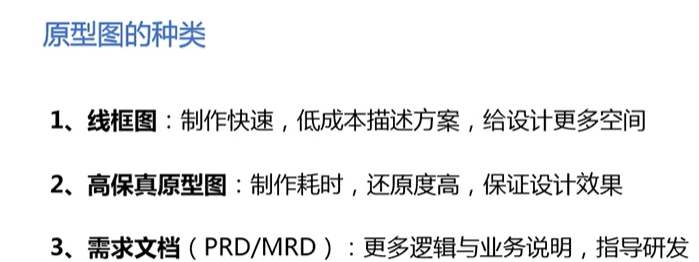 原型图的种类
1、线框图：制作快速，低成本描述方案，给设计更多空间
2、高保真原型图：制作耗时，还原度高，保证设计效果
3、需求文档（PRD/MRD）：更多逻辑与业务说明，指导研发